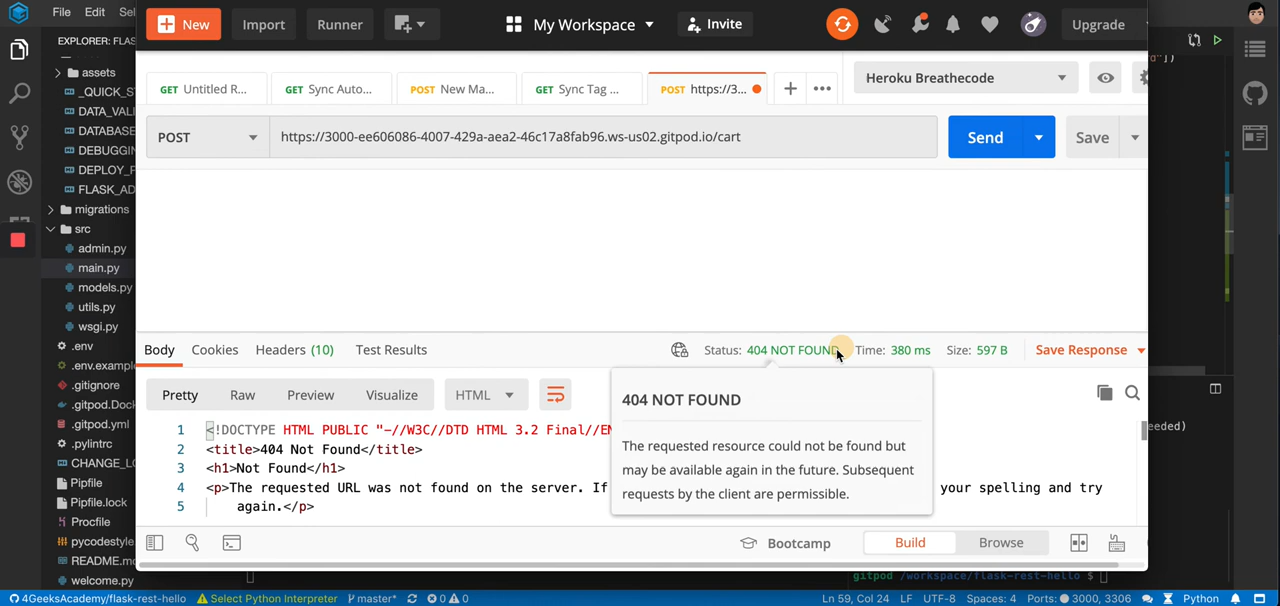 File Edit Sel
New
Import
Runner
My Workspace
Invite
Upgrade
EXPLORER: FLAS
assets
_QUICK_ST
DATA_VALI
DATABASE
DEBUGGIN
DEPLOY_P
FLASK_AD
migrations
src
admin.py
main.py
models.py
utils.py
wsgi.py
.env
.env.example
.gitignore
.gitpod.Dock
.gitpod.yml
.pylintrc
CHANGE_LO
Pipfile
Pipfile.lock
Procfile
pycodestyle.
README.md
welcome.py
GET Untitled R...
GET Sync Auto...
POST New Ma...
GET Sync Tag ...
POST https://3...
Heroku Breathecode
POST
https://3000-ee606086-4007-429a-aea2-46c17a8fab96.ws-us02.gitpod.io/cart
Send
Save
Body Cookies Headers (10) Test Results
Status: 404 NOT FOUND Time: 380 ms Size: 597 B Save Response
Pretty Raw Preview Visualize HTML
1 <!DOCTYPE HTML PUBLIC "-//W3C//DTD HTML 3.2 Final//EN
2 <title>404 Not Found</title>
3 <h1>Not Found</h1>
4 <p>The requested URL was not found on the server. If your spelling and try
5 again.</p>
404 NOT FOUND
The requested resource could not be found but
may be available again in the future. Subsequent
requests by the client are permissible.
Bootcamp
Build
Browse
d"])
eeded)
gitpod /workspace/flask-rest-hello $
4GeeksAcademy/flask-rest-hello Select Python Interpreter master* 0 0 Ln 59, Col 24 LF UTF-8 Spaces: 4 Ports: 3000, 3306 Python